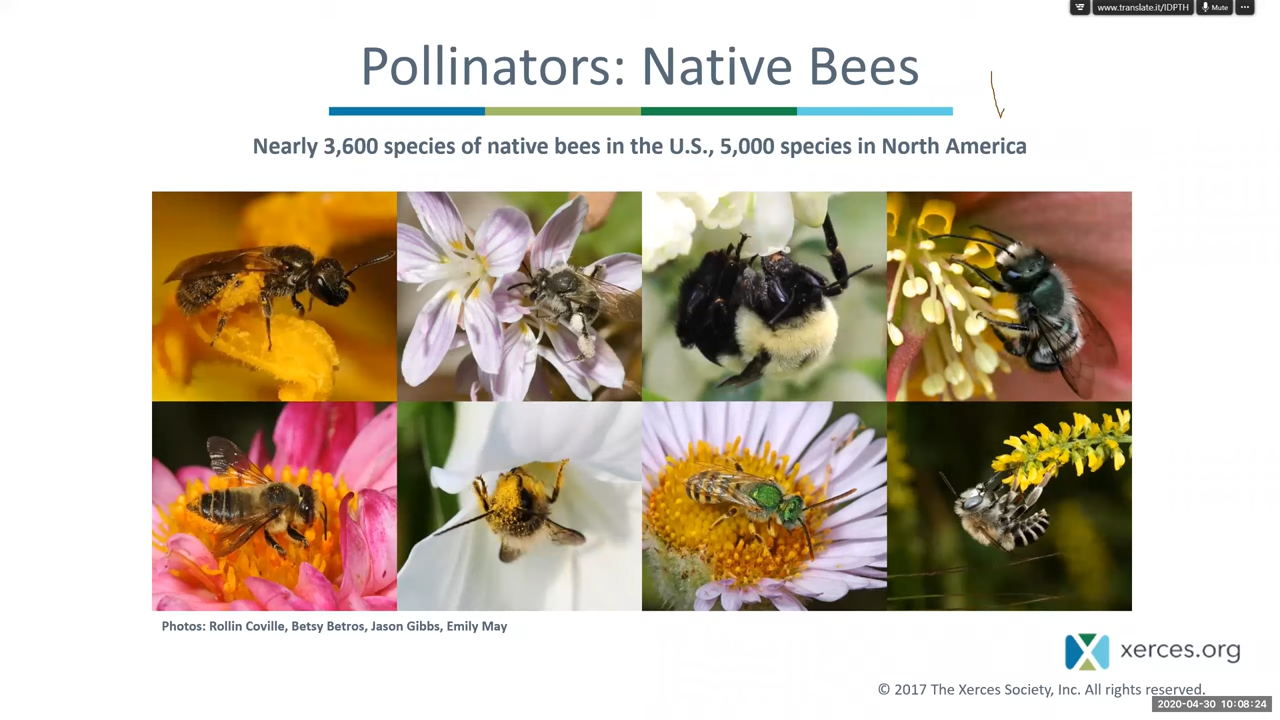 www.translate.it/IDPTH
Mute
Pollinators: Native Bees
Nearly 3,600 species of native bees in the U.S., 5,000 species in North America
Photos: Rollin Coville, Betsy Betros, Jason Gibbs, Emily May
xerces.org
© 2017 The Xerces Society, Inc. All rights reserved.
2020-04-30 10:08:24